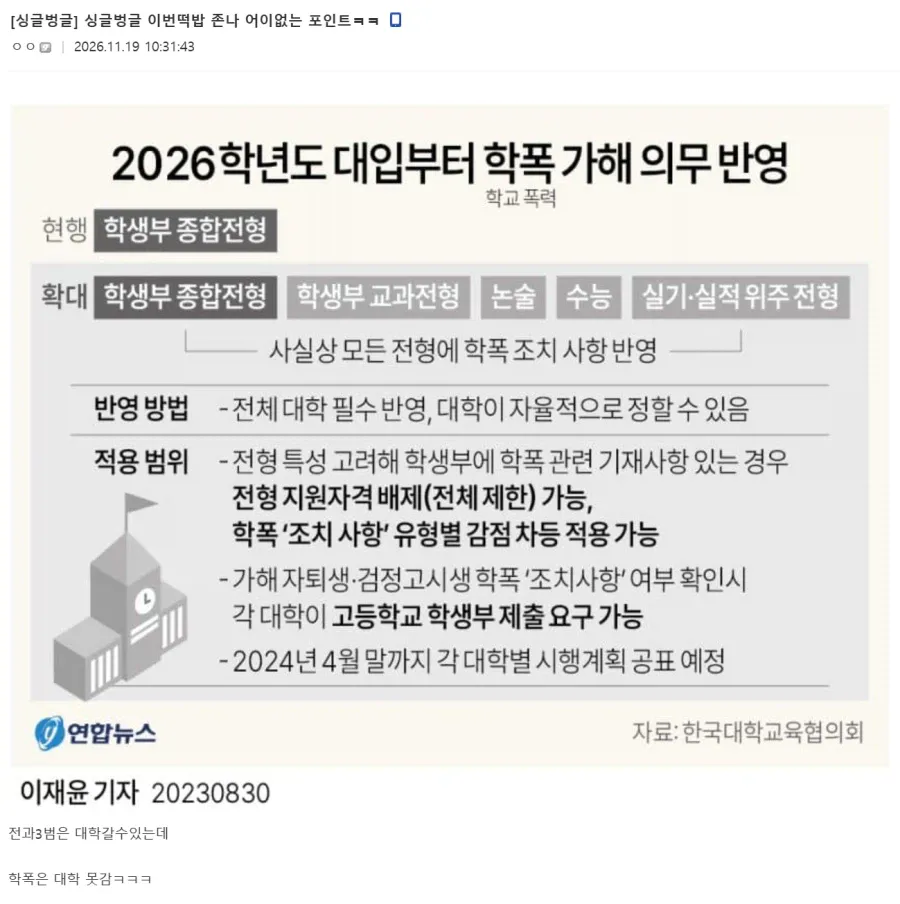 [싱글벙글] 싱글벙글 이번떡밥 존나 어이없는 포인트ㅋㅋ
ㅇㅇ | 2026.11.19 10:31:43
2026학년도 대입부터 학폭 가해 의무 반영
학교 폭력
현행 학생부 종합전형
확대 학생부 종합전형 학생부 교과전형 논술 수능 실기·실적 위주 전형
사실상 모든 전형에 학폭 조치 사항 반영
반영 방법 - 전체 대학 필수 반영, 대학이 자율적으로 정할 수 있음
적용 범위 - 전형 특성 고려해 학생부에 학폭 관련 기재사항 있는 경우
전형 지원자격 배제(전체 제한) 가능,
학폭 ‘조치 사항’ 유형별 감점 차등 적용 가능
- 가해 자퇴생·검정고시생 학폭 ‘조치사항’ 여부 확인시
각 대학이 고등학교 학생부 제출 요구 가능
- 2024년 4월 말까지 각 대학별 시행계획 공표 예정
연합뉴스 자료: 한국대학교육협의회
이재윤 기자 20230830
전과3범은 대학갈수있는데
학폭은 대학 못감ㅋㅋㅋ